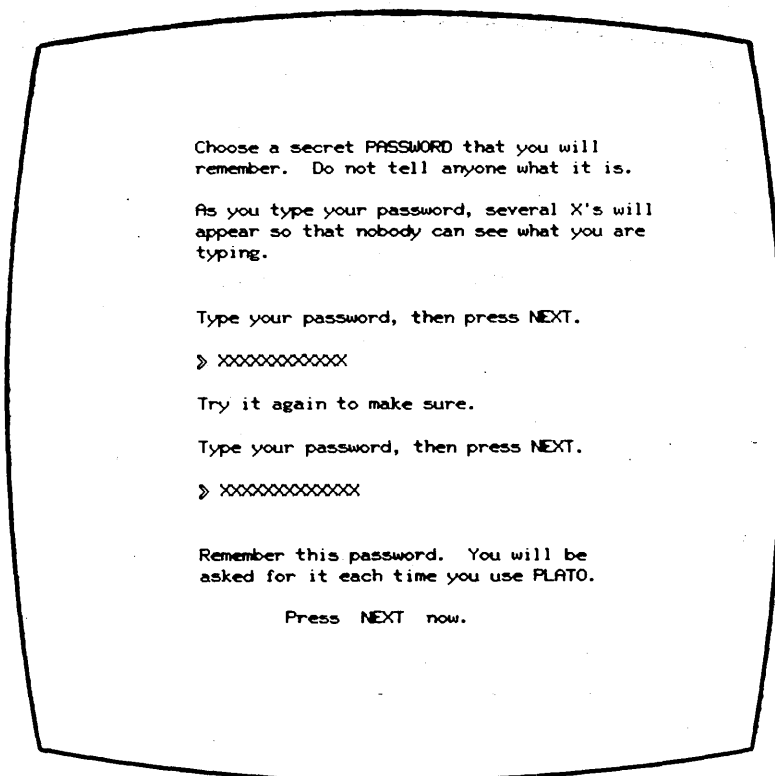 Choose a secret PASSWORD that you will
remember. Do not tell anyone what it is.
As you type your password, several X's will
appear so that nobody can see what you are
typing.
Type your password, then press NEXT.
> XXXXXXXXXXXX
Try it again to make sure.
Type your password, then press NEXT.
> XXXXXXXXXXXXX
Remember this password. You will be
asked for it each time you use PLATO.
Press NEXT now.